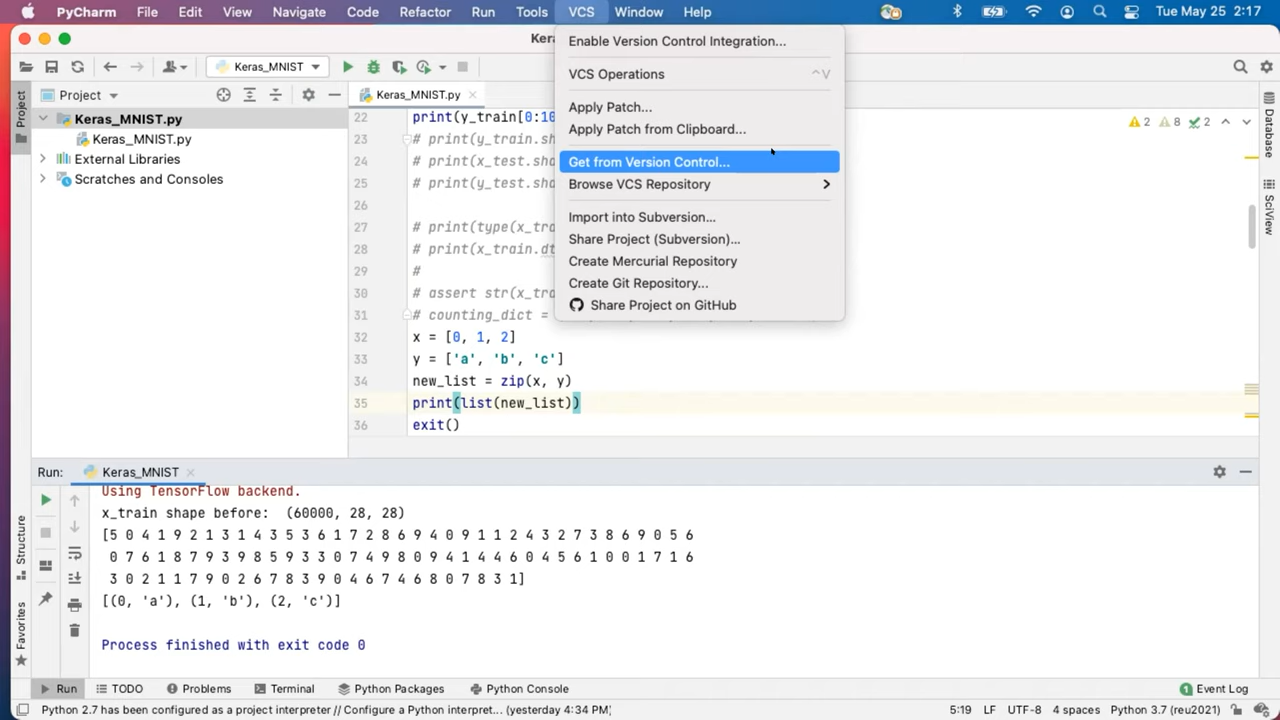 PyCharm File Edit View Navigate Code Refactor Run Tools VCS Window Help Tue May 25 2:17
Kera
Keras_MNIST
Project
Keras_MNIST.py
Project
Keras_MNIST.py
Keras_MNIST.py
External Libraries
Scratches and Consoles
Enable Version Control Integration...
VCS Operations ^V
Apply Patch...
Apply Patch from Clipboard...
Get from Version Control...
Browse VCS Repository
Import into Subversion...
Share Project (Subversion)...
Create Mercurial Repository
Create Git Repository...
Share Project on GitHub
2 8 2
Database
SciView
22 print(y_train[0:10
23 # print(y_train.sh
24 # print(x_test.sha
25 # print(y_test.sha
26
27 # print(type(x_tra
28 # print(x_train.dt
29 #
30 # assert str(x_tra
31 # counting_dict =
32 x = [0, 1, 2]
33 y = ['a', 'b', 'c']
34 new_list = zip(x, y)
35 print(list(new_list))
36 exit()
Run: Keras_MNIST
Structure
Favorites
Using TensorFlow backend.
x_train shape before:  (60000, 28, 28)
[5 0 4 1 9 2 1 3 1 4 3 5 3 6 1 7 2 8 6 9 4 0 9 1 1 2 4 3 2 7 3 8 6 9 0 5 6
0 7 6 1 8 7 9 3 9 8 5 9 3 3 0 7 4 9 8 0 9 4 1 4 4 6 0 4 5 6 1 0 0 1 7 1 6
3 0 2 1 1 7 9 0 2 6 7 8 3 9 0 4 6 7 4 6 8 0 7 8 3 1]
[(0, 'a'), (1, 'b'), (2, 'c')]
Process finished with exit code 0
Run TODO Problems Terminal Python Packages Python Console 1 Event Log
Python 2.7 has been configured as a project interpreter // Configure a Python interpret... (yesterday 4:34 PM) 5:19 LF UTF-8 4 spaces Python 3.7 (reu2021)